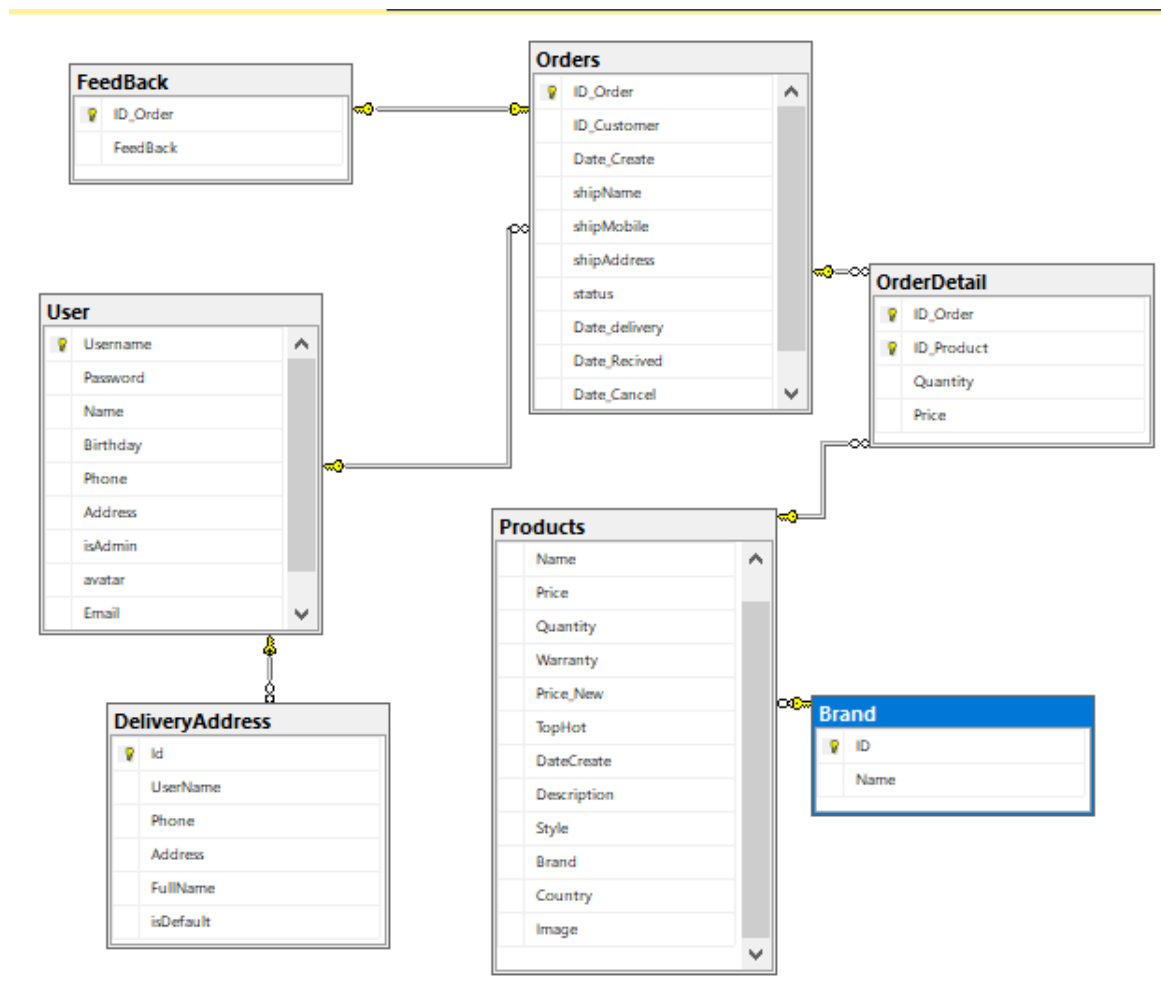 FeedBack
ID_Order
FeedBack
Orders
ID_Order
ID_Customer
Date_Create
shipName
shipMobile
shipAddress
status
Date_delivery
Date_Recived
Date_Cancel
OrderDetail
ID_Order
ID_Product
Quantity
Price
User
Username
Password
Name
Birthday
Phone
Address
isAdmin
avatar
Email
Products
Name
Price
Quantity
Warranty
Price_New
TopHot
DateCreate
Description
Style
Brand
Country
Image
Brand
ID
Name
DeliveryAddress
Id
UserName
Phone
Address
FullName
isDefault